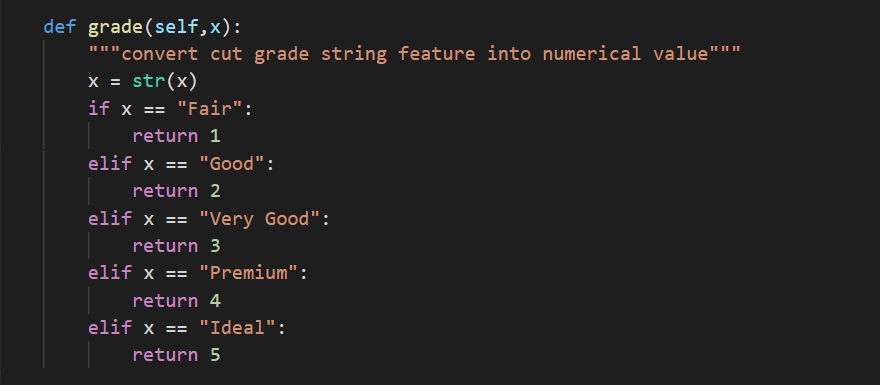 def grade(self,x):
    """convert cut grade string feature into numerical value"""
    x = str(x)
    if x == "Fair":
        return 1
    elif x == "Good":
        return 2
    elif x == "Very Good":
        return 3
    elif x == "Premium":
        return 4
    elif x == "Ideal":
        return 5